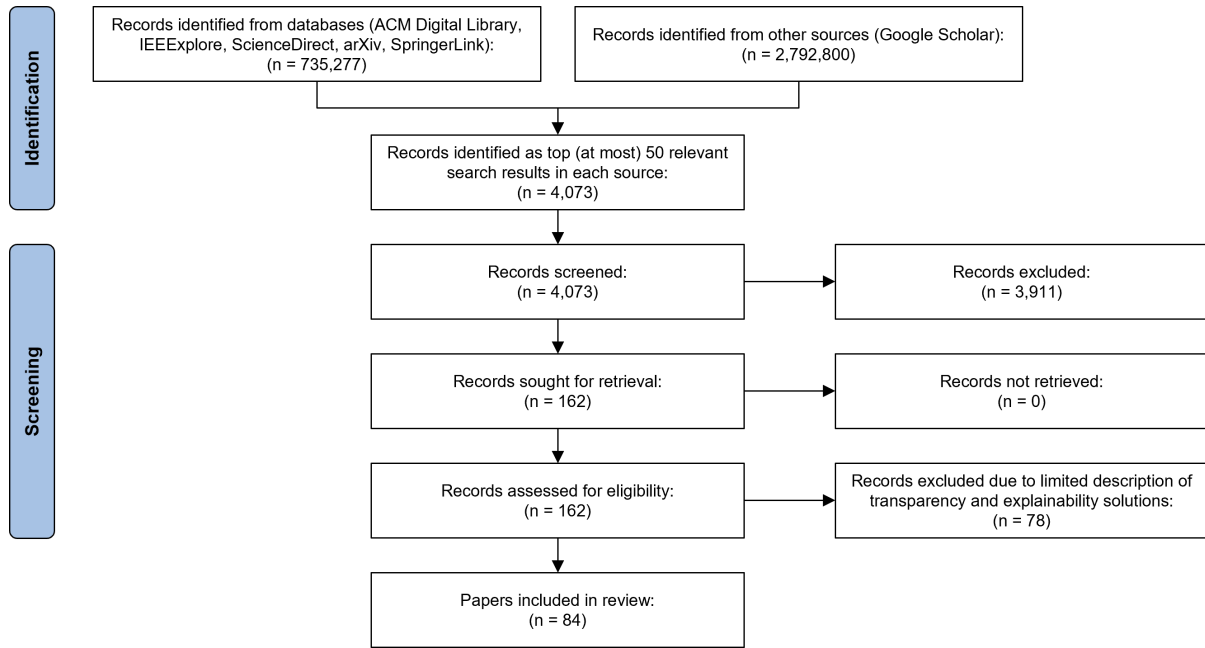 Identification
Records identified from databases (ACM Digital Library,
IEEExplore, ScienceDirect, arXiv, SpringerLink):
(n = 735,277)
Records identified from other sources (Google Scholar):
(n = 2,792,800)
Records identified as top (at most) 50 relevant
search results in each source:
(n = 4,073)
Screening
Records screened:
(n = 4,073)
Records excluded:
(n = 3,911)
Records sought for retrieval:
(n = 162)
Records not retrieved:
(n = 0)
Records assessed for eligibility:
(n = 162)
Records excluded due to limited description of
transparency and explainability solutions:
(n = 78)
Papers included in review:
(n = 84)